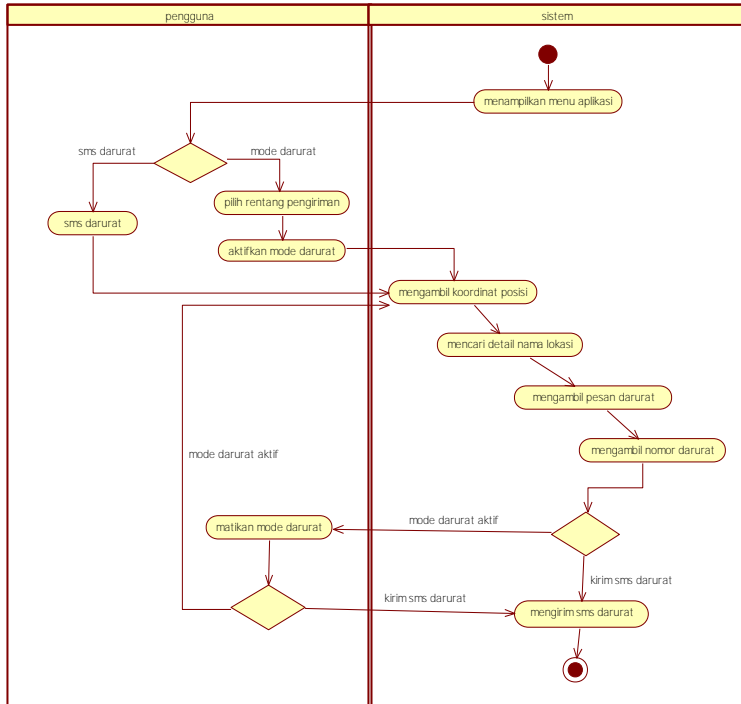 pengguna
sistem
menampilkan menu aplikasi
sms darurat
mode darurat
pilih rentang pengiriman
sms darurat
aktifkan mode darurat
mengambil koordinat posisi
mencari detail nama lokasi
mengambil pesan darurat
mengambil nomor darurat
mode darurat aktif
mode darurat aktif
matikan mode darurat
kirim sms darurat
kirim sms darurat
mengirim sms darurat